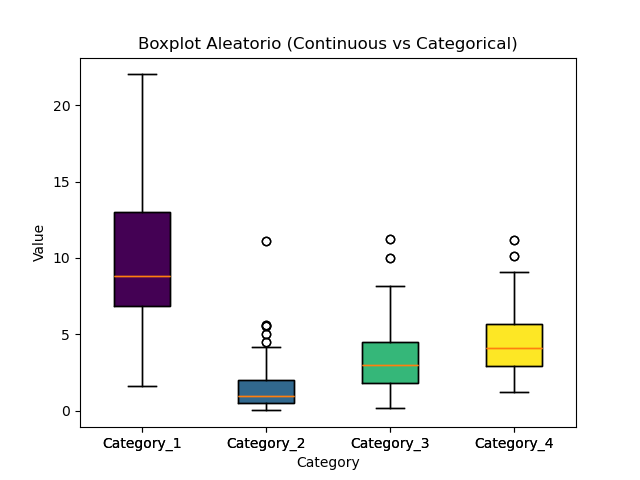 Boxplot Aleatorio (Continuous vs Categorical)
Value
20
15
10
5
0
Category_1 Category_2 Category_3 Category_4
Category